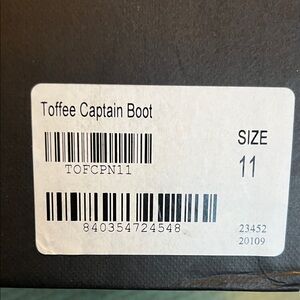 Toffee Captain Boot
SIZE
TOFCPN11
11
840354724548
23452
20109